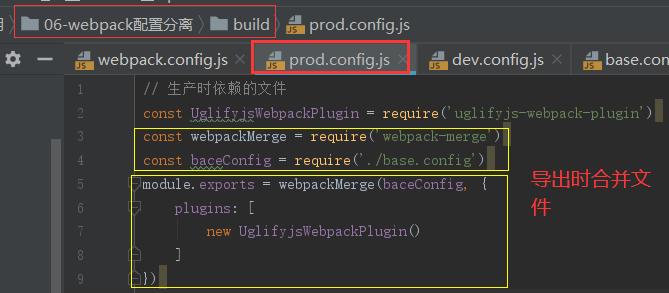 06-webpack配置分离 build prod.config.js
webpack.config.js prod.config.js dev.config.js base.con
1 // 生产时依赖的文件
2 const UglifyjsWebpackPlugin = require('uglifyjs-webpack-plugin')
3 const webpackMerge = require('webpack-merge')
4 const baceConfig = require('./base.config')
5 module.exports = webpackMerge(baceConfig, {
6 plugins: [
7 new UglifyjsWebpackPlugin()
8 ]
9 })
导出时合并文
件